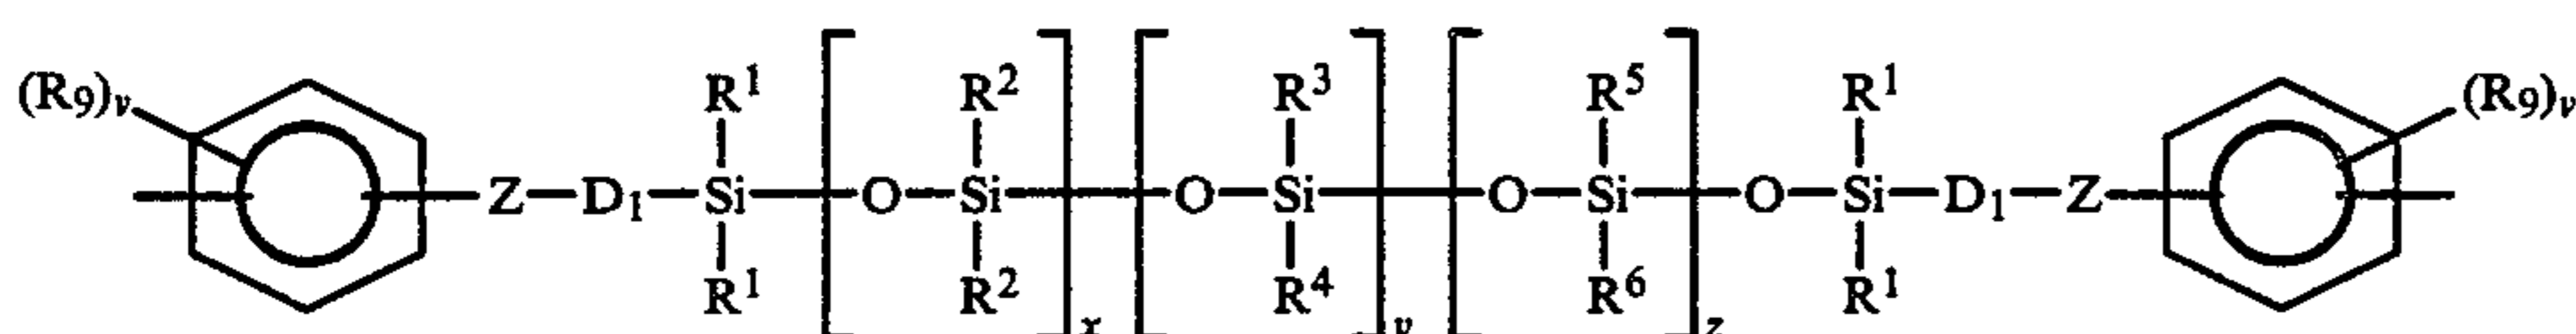 (R₉)ᵥ R¹ R² R³ R⁵ R¹ (R₉)ᵥ
Z—D₁—Si—O—Si—O—Si—O—Si—O—Si—D₁—Z
R¹ R² R⁴ R⁶ R¹
x y z